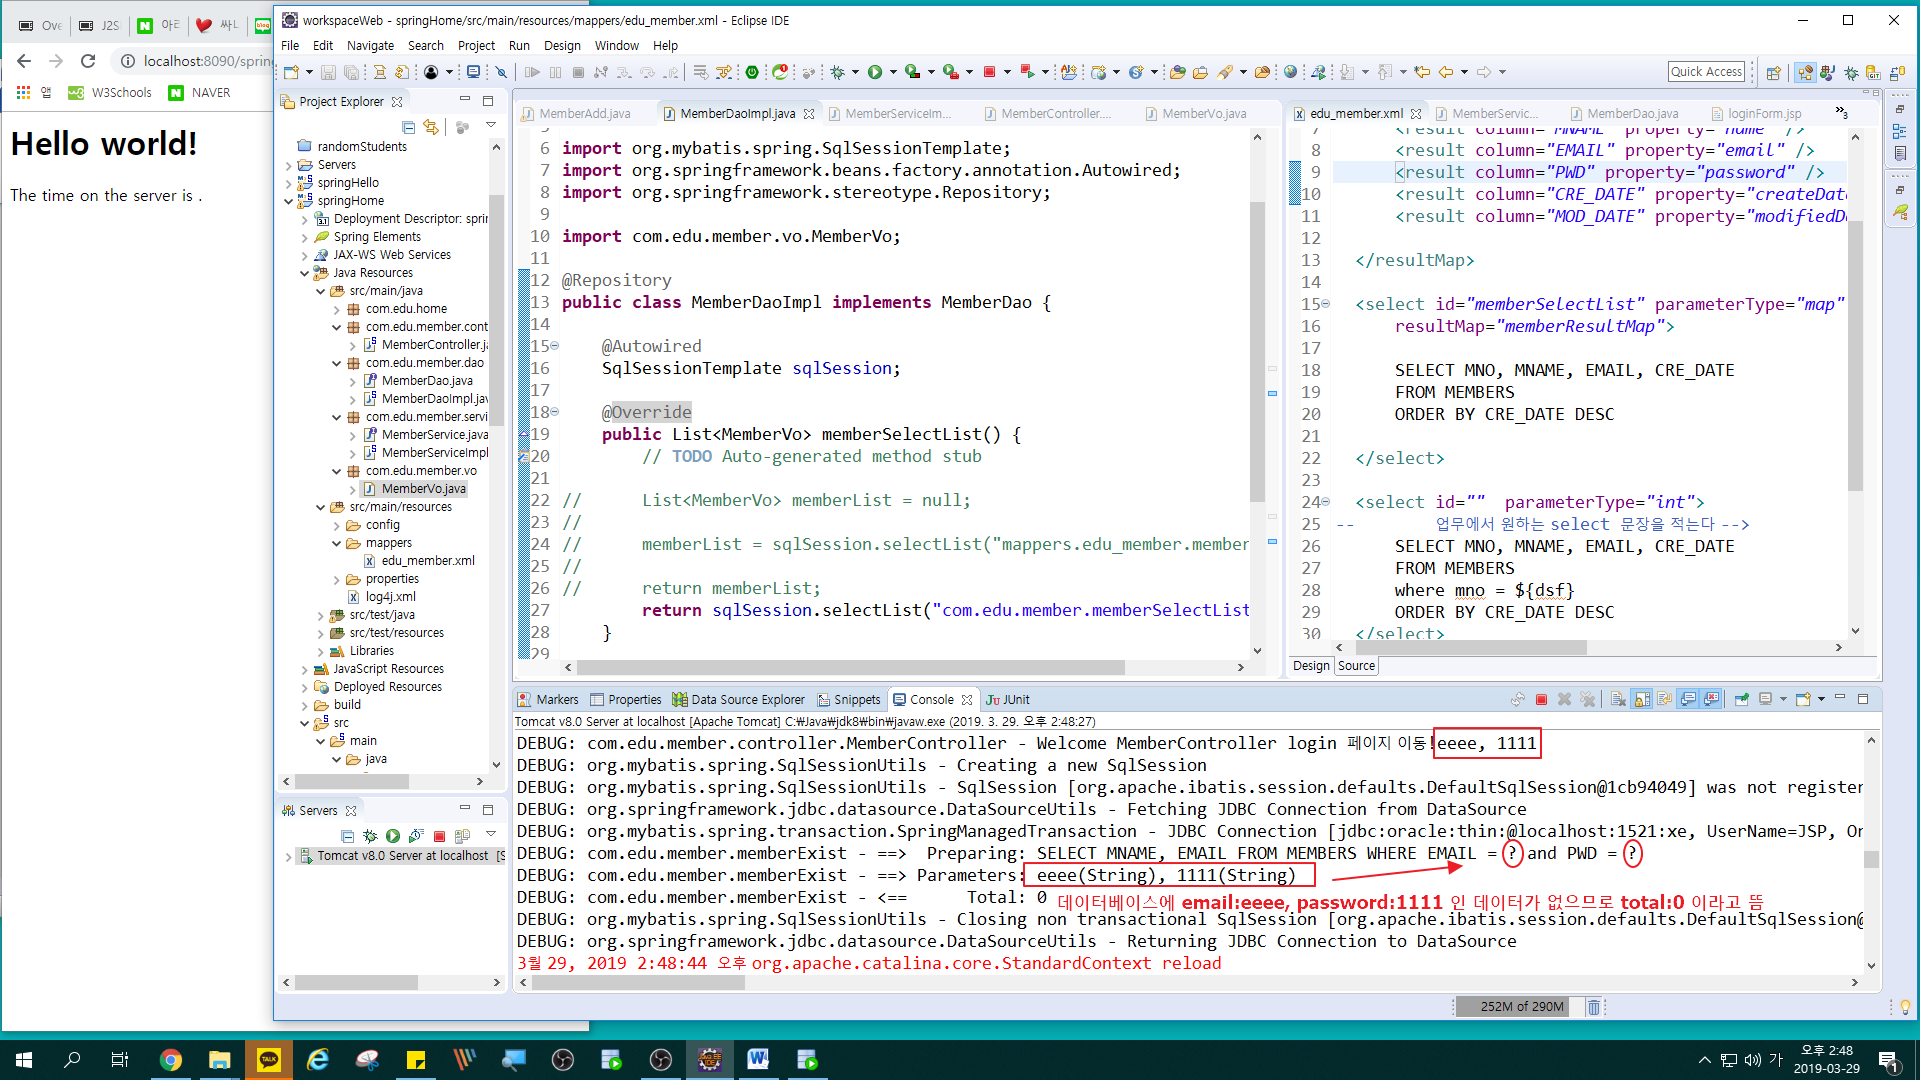 Ove
J2S
아든
싸ㄴ
localhost:8090/sprin
앱
W3Schools
NAVER
Hello world!
The time on the server is .
workspaceWeb - springHome/src/main/resources/mappers/edu_member.xml - Eclipse IDE
File Edit Navigate Search Project Run Design Window Help
Quick Access
Project Explorer
randomStudents
Servers
springHello
springHome
Deployment Descriptor: sprin
Spring Elements
JAX-WS Web Services
Java Resources
src/main/java
com.edu.home
com.edu.member.cont
MemberController.ja
com.edu.member.dao
MemberDao.java
MemberDaoImpl.jav
com.edu.member.servi
MemberService.java
MemberServiceImpl
com.edu.member.vo
MemberVo.java
src/main/resources
config
mappers
edu_member.xml
properties
log4j.xml
src/test/java
src/test/resources
Libraries
JavaScript Resources
Deployed Resources
build
src
main
java
Servers
Tomcat v8.0 Server at localhost [S
MemberAdd.java MemberDaoImpl.java MemberServiceIm... MemberController.... MemberVo.java
5
6 import org.mybatis.spring.SqlSessionTemplate;
7 import org.springframework.beans.factory.annotation.Autowired;
8 import org.springframework.stereotype.Repository;
9
10 import com.edu.member.vo.MemberVo;
11
12 @Repository
13 public class MemberDaoImpl implements MemberDao {
14
15 @Autowired
16 SqlSessionTemplate sqlSession;
17
18 @Override
19 public List<MemberVo> memberSelectList() {
20 // TODO Auto-generated method stub
21
22 // List<MemberVo> memberList = null;
23 //
24 // memberList = sqlSession.selectList("mappers.edu_member.member
25 //
26 // return memberList;
27 return sqlSession.selectList("com.edu.member.memberSelectList
28 }
29
edu_member.xml MemberServic... MemberDao.java loginForm.jsp »3
7 <result column="MNAME" property="name" />
8 <result column="EMAIL" property="email" />
9 <result column="PWD" property="password" />
10 <result column="CRE_DATE" property="createDat
11 <result column="MOD_DATE" property="modifiedDa
12
13 </resultMap>
14
15 <select id="memberSelectList" parameterType="map"
16 resultMap="memberResultMap">
17
18 SELECT MNO, MNAME, EMAIL, CRE_DATE
19 FROM MEMBERS
20 ORDER BY CRE_DATE DESC
21
22 </select>
23
24 <select id="" parameterType="int">
25 -- 업무에서 원하는 select 문장을 적는다 -->
26 SELECT MNO, MNAME, EMAIL, CRE_DATE
27 FROM MEMBERS
28 where mno = ${dsf}
29 ORDER BY CRE_DATE DESC
30 </select>
Design Source
Markers Properties Data Source Explorer Snippets Console JUnit
Tomcat v8.0 Server at localhost [Apache Tomcat] C:₩Java₩jdk8₩bin₩javaw.exe (2019. 3. 29. 오후 2:48:27)
DEBUG: com.edu.member.controller.MemberController - Welcome MemberController login 페이지 이동!eeee, 1111
DEBUG: org.mybatis.spring.SqlSessionUtils - Creating a new SqlSession
DEBUG: org.mybatis.spring.SqlSessionUtils - SqlSession [org.apache.ibatis.session.defaults.DefaultSqlSession@1cb94049] was not register
DEBUG: org.springframework.jdbc.datasource.DataSourceUtils - Fetching JDBC Connection from DataSource
DEBUG: org.mybatis.spring.transaction.SpringManagedTransaction - JDBC Connection [jdbc:oracle:thin:@localhost:1521:xe, UserName=JSP, Or
DEBUG: com.edu.member.memberExist - ==> Preparing: SELECT MNAME, EMAIL FROM MEMBERS WHERE EMAIL = ? and PWD = ?
DEBUG: com.edu.member.memberExist - ==> Parameters: eeee(String), 1111(String)
DEBUG: com.edu.member.memberExist - <== Total: 0
데이터베이스에 email:eeee, password:1111 인 데이터가 없으므로 total:0 이라고 뜸
DEBUG: org.mybatis.spring.SqlSessionUtils - Closing non transactional SqlSession [org.apache.ibatis.session.defaults.DefaultSqlSession@
DEBUG: org.springframework.jdbc.datasource.DataSourceUtils - Returning JDBC Connection to DataSource
3월 29, 2019 2:48:44 오후 org.apache.catalina.core.StandardContext reload
252M of 290M
TALK
가
오후 2:48
2019-03-29
1